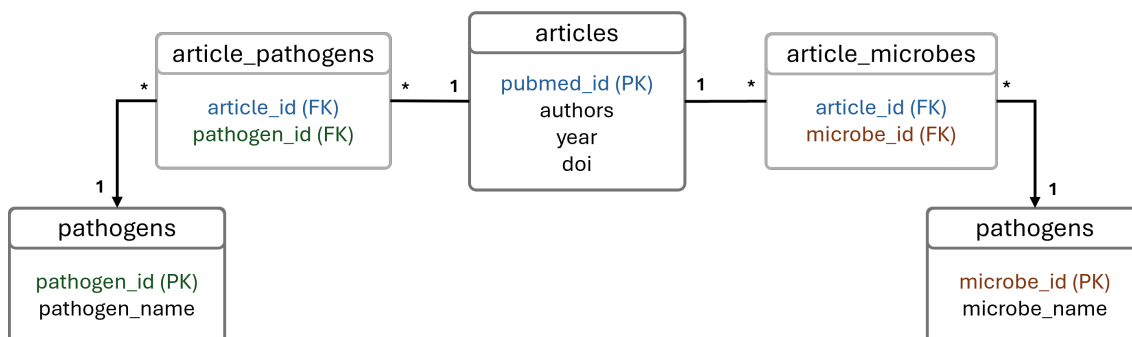 articles
pubmed_id (PK)
authors
year
doi
article_pathogens
article_id (FK)
pathogen_id (FK)
article_microbes
article_id (FK)
microbe_id (FK)
*
*
1
1
*
*
1
1
pathogens
pathogen_id (PK)
pathogen_name
pathogens
microbe_id (PK)
microbe_name